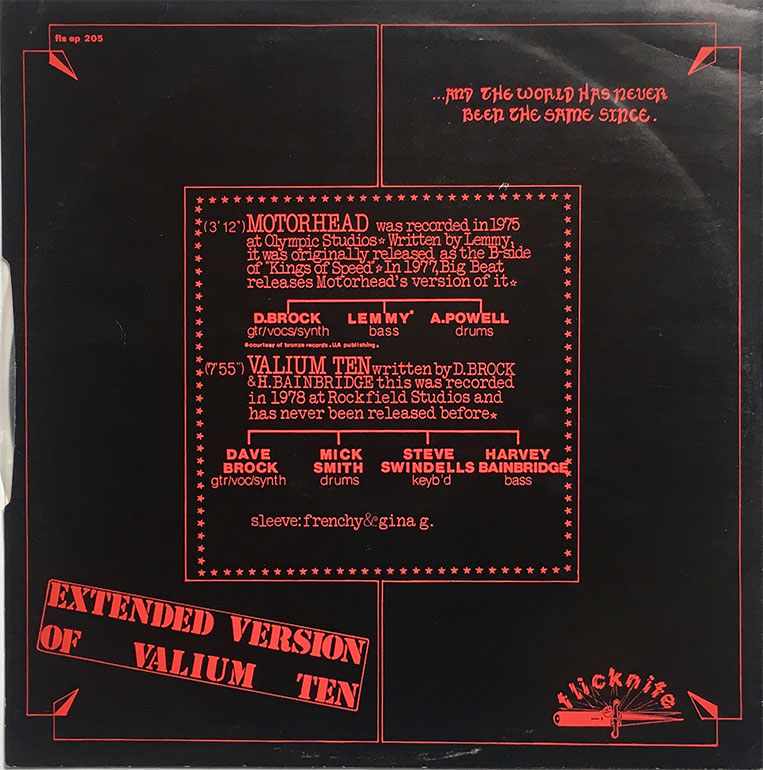 fls ep 205
...AND THE WORLD HAS NEVER
BEEN THE SAME SINCE.
(3'12") MOTORHEAD was recorded in 1975
at Olympic Studios☆ Written by Lemmy,
it was originally released as the B-side
of "Kings of Speed"☆ In 1977, Big Beat
releases Motorhead's version of it☆
D.BROCK LEMMY* A.POWELL
gtr/vocs/synth bass drums
*courtesy of bronze records. UA publishing.
(7'55") VALIUM TEN written by D.BROCK
& H.BAINBRIDGE this was recorded
in 1978 at Rockfield Studios and
has never been released before☆
DAVE MICK STEVE HARVEY
BROCK SMITH SWINDELLS BAINBRIDGE
gtr/voc/synth drums keyb'd bass
sleeve: frenchy & gina g.
EXTENDED VERSION
OF VALIUM TEN
flicknife